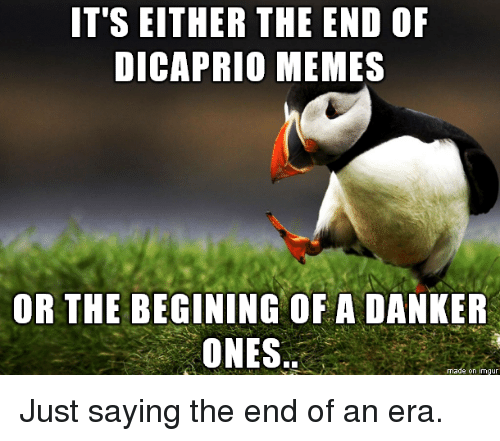 IT'S EITHER THE END OF
DICAPRIO MEMES
OR THE BEGINING OF A DANKER
ONES..
made on imgur
Just saying the end of an era.